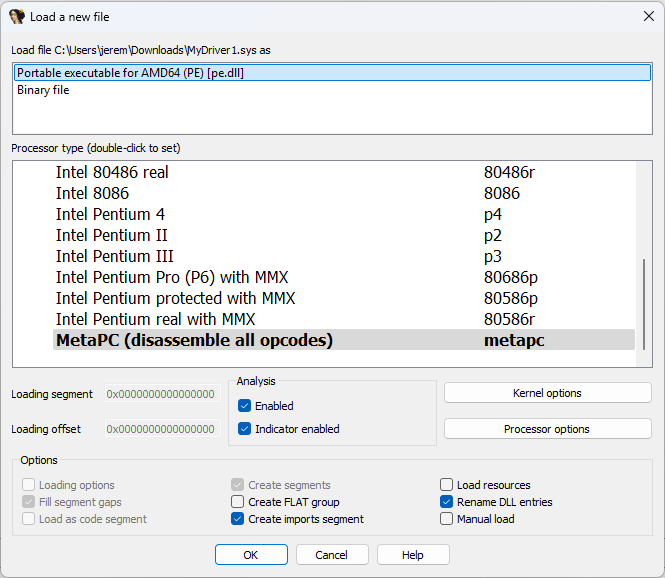 Load a new file
Load file C:\Users\jerem\Downloads\MyDriver1.sys as
Portable executable for AMD64 (PE) [pe.dll]
Binary file
Processor type (double-click to set)
Intel 80486 real 80486r
Intel 8086 8086
Intel Pentium 4 p4
Intel Pentium II p2
Intel Pentium III p3
Intel Pentium Pro (P6) with MMX 80686p
Intel Pentium protected with MMX 80586p
Intel Pentium real with MMX 80586r
MetaPC (disassemble all opcodes) metapc
Loading segment 0x0000000000000000
Loading offset 0x0000000000000000
Analysis
Enabled
Indicator enabled
Kernel options
Processor options
Options
Loading options Create segments Load resources
Fill segment gaps Create FLAT group Rename DLL entries
Load as code segment Create imports segment Manual load
OK Cancel Help